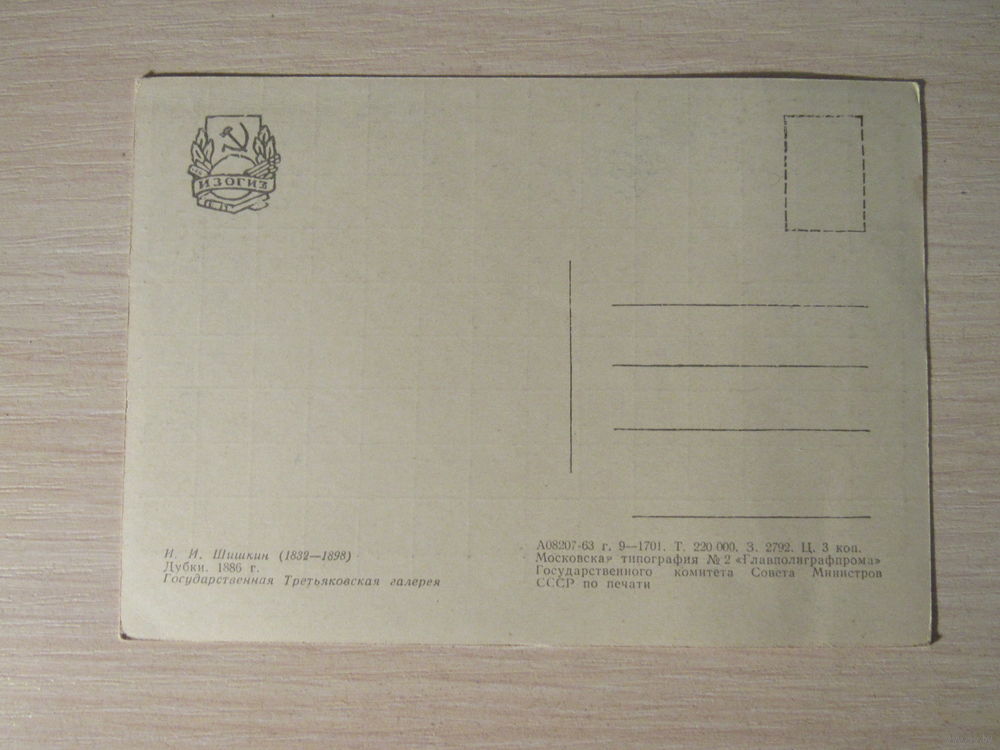 ИЗОГИЗ
И. И. Шишкин (1832—1898)
Дубки. 1886 г.
Государственная Третьяковская галерея
А08207-63 г. 9—1701. Т. 220 000. З. 2792. Ц. 3 коп.
Московская типография № 2 «Главполиграфпрома»
Государственного комитета Совета Министров
СССР по печати